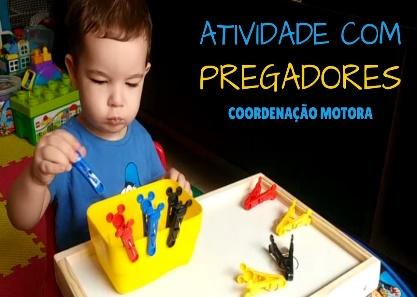 ATIVIDADE COM
PREGADORES
COORDENAÇÃO MOTORA